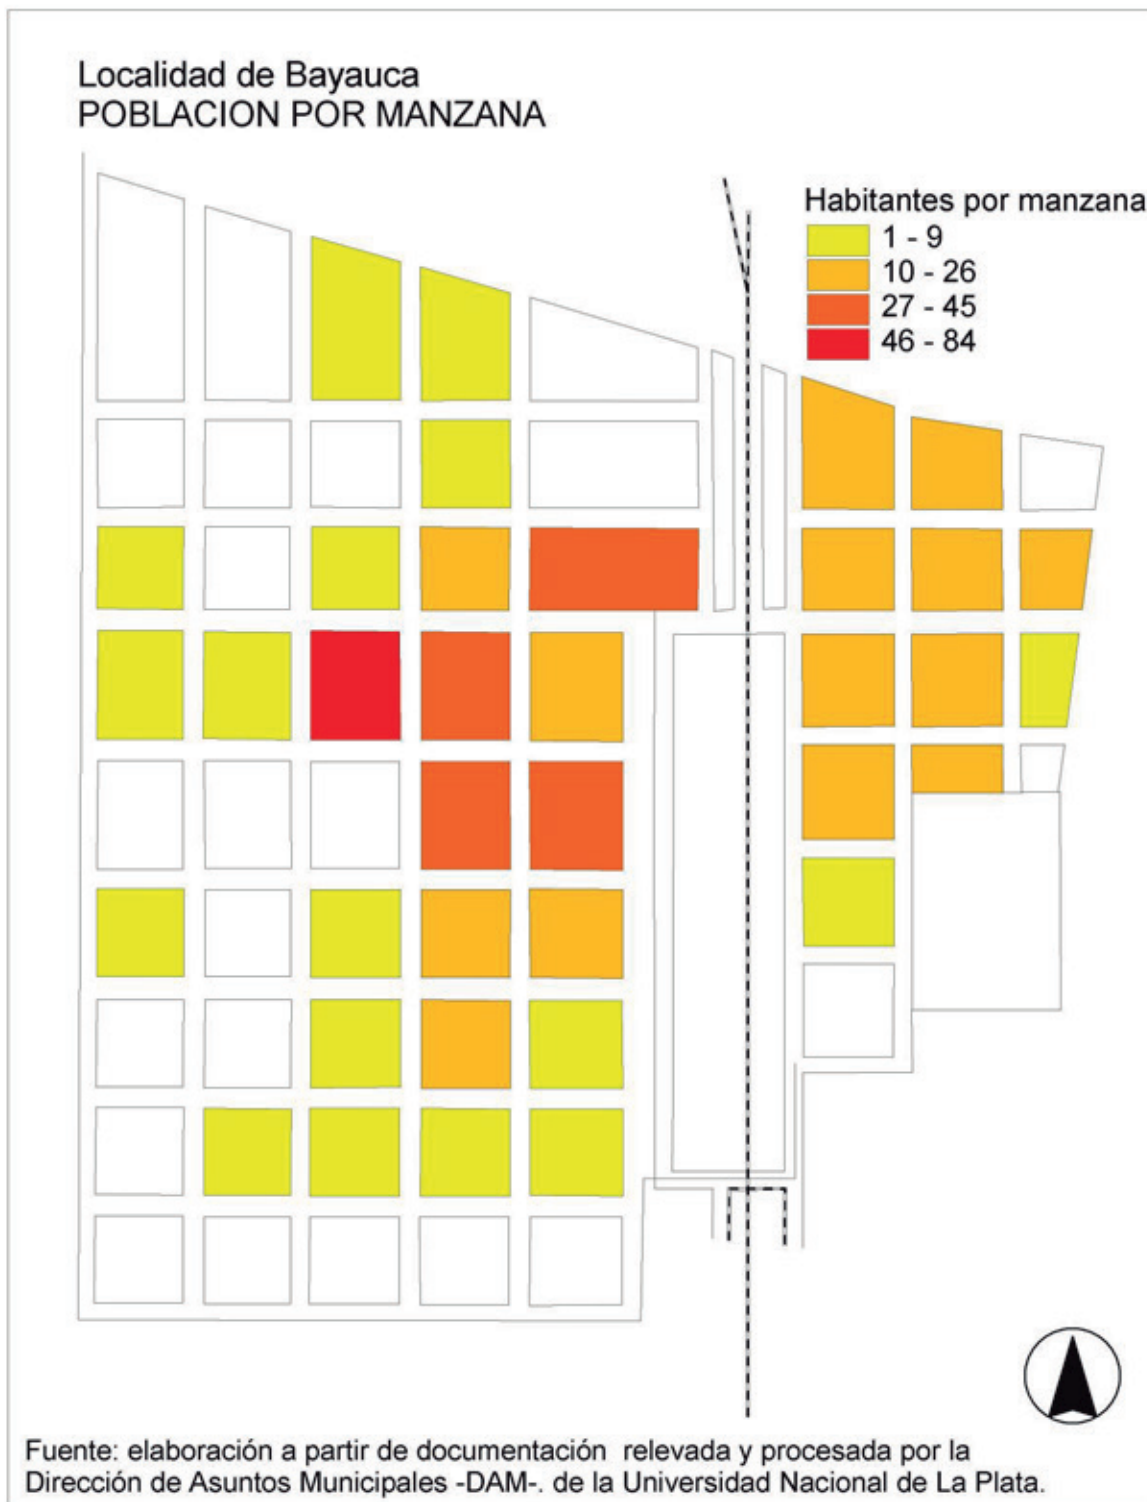 Localidad de Bayauca
POBLACION POR MANZANA
Habitantes por manzana
1 - 9
10 - 26
27 - 45
46 - 84
Fuente: elaboración a partir de documentación relevada y procesada por la
Dirección de Asuntos Municipales -DAM-. de la Universidad Nacional de La Plata.